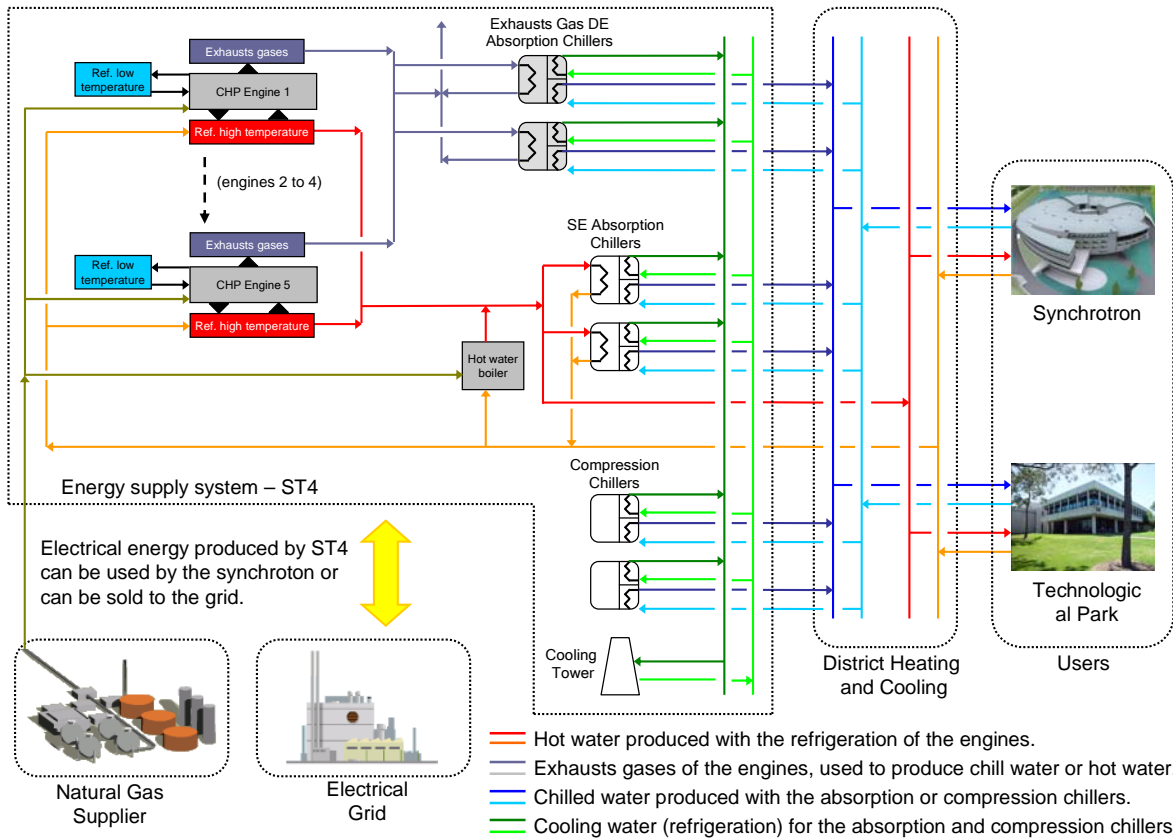 Exhausts Gas DE
Absorption Chillers
Exhausts gases
Ref. low
temperature
CHP Engine 1
Ref. high temperature
(engines 2 to 4)
Exhausts gases
Ref. low
temperature
CHP Engine 5
Ref. high temperature
SE Absorption
Chillers
Hot water
boiler
Synchrotron
Compression
Chillers
Energy supply system – ST4
Electrical energy produced by ST4
can be used by the synchroton or
can be sold to the grid.
Technologic
al Park
Cooling
Tower
District Heating
and Cooling
Users
Natural Gas
Supplier
Electrical
Grid
Hot water produced with the refrigeration of the engines.
Exhausts gases of the engines, used to produce chill water or hot water
Chilled water produced with the absorption or compression chillers.
Cooling water (refrigeration) for the absorption and compression chillers